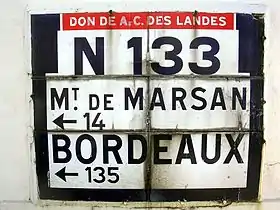 DON DE A.C. DES LANDES
N 133
MT DE MARSAN
← 14
BORDEAUX
← 135